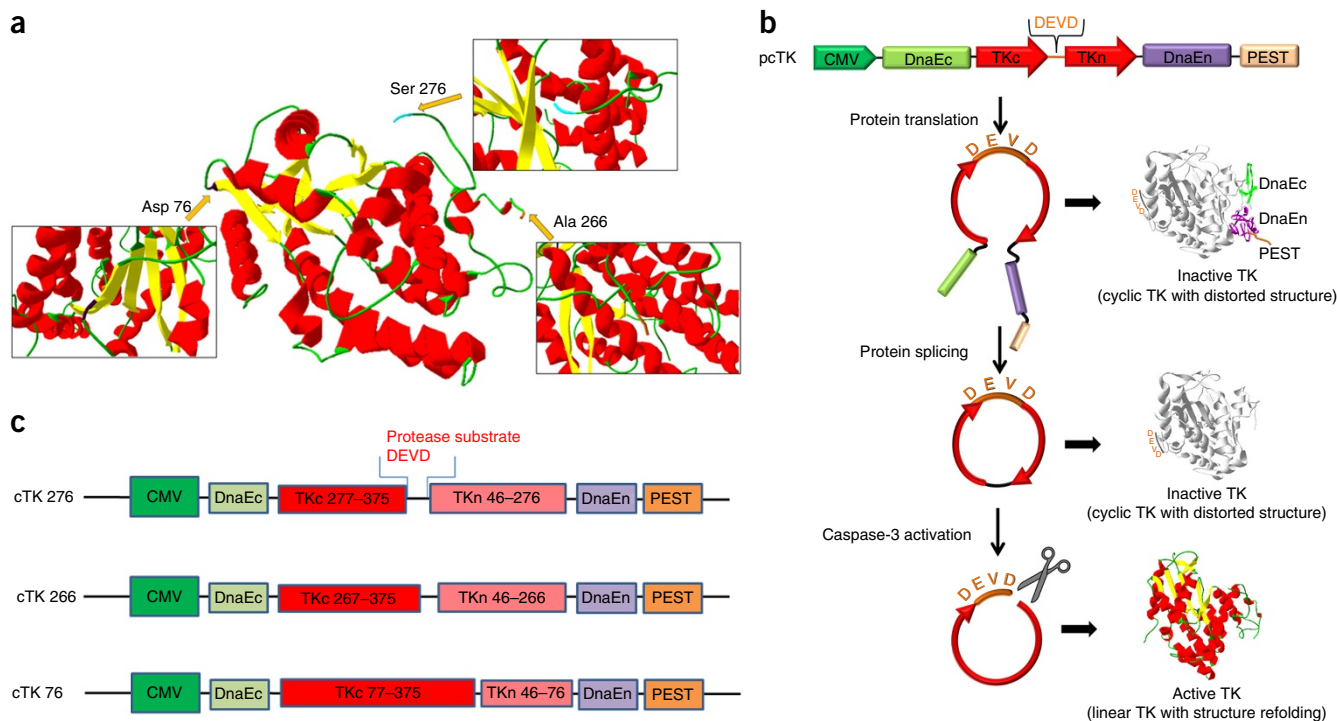 a
Ser 276
Asp 76
Ala 266
b
DEVD
pcTK
CMV
DnaEc
TKc
TKn
DnaEn
PEST
Protein translation
DEVD
DEVD
DnaEc
DnaEn
PEST
Inactive TK
(cyclic TK with distorted structure)
Protein splicing
DEVD
DEVD
Inactive TK
(cyclic TK with distorted structure)
Caspase-3 activation
DEVD
Active TK
(linear TK with structure refolding)
c
Protease substrate
DEVD
cTK 276
CMV
DnaEc
TKc 277–375
TKn 46–276
DnaEn
PEST
cTK 266
CMV
DnaEc
TKc 267–375
TKn 46–266
DnaEn
PEST
cTK 76
CMV
DnaEc
TKc 77–375
TKn 46–76
DnaEn
PEST